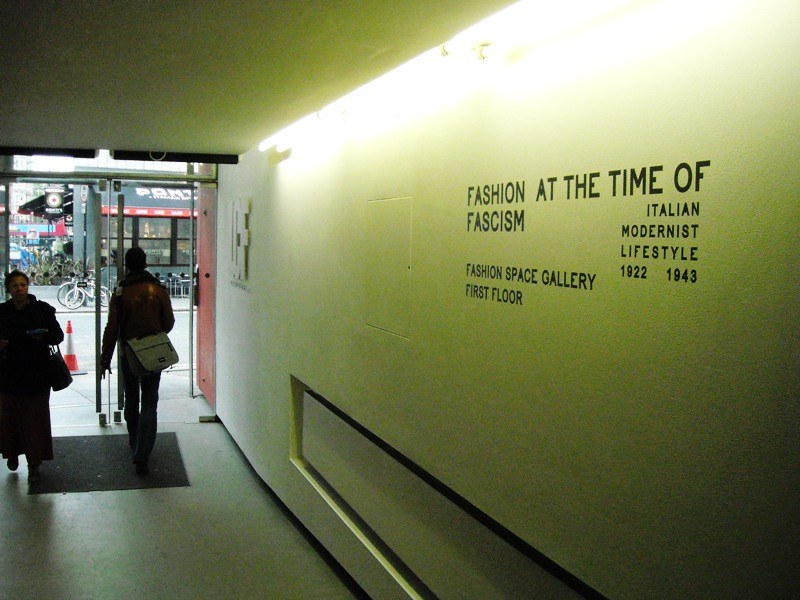 FASHION AT THE TIME OF
FASCISM
ITALIAN
MODERNIST
LIFESTYLE
1922 1943
FASHION SPACE GALLERY
FIRST FLOOR